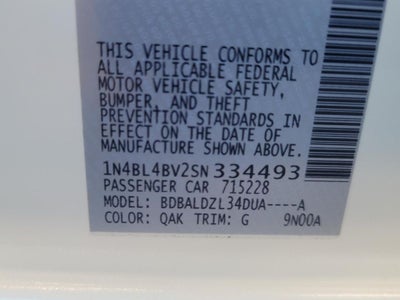 THIS VEHICLE CONFORMS TO
ALL APPLICABLE FEDERAL
MOTOR VEHICLE SAFETY,
BUMPER, AND THEFT
PREVENTION STANDARDS IN
EFFECT ON THE DATE OF
MANUFACTURE SHOWN ABOVE.
1N4BL4BV2SN334493
PASSENGER CAR 715228
MODEL: BDBALDZL34DUA----A
COLOR: QAK TRIM: G 9N00A